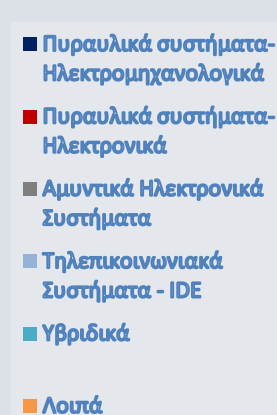 Πυραυλικά συστήματα-
Ηλεκτρομηχανολογικά
Πυραυλικά συστήματα-
Ηλεκτρονικά
Αμυντικά Ηλεκτρονικά
Συστήματα
Τηλεπικοινωνιακά
Συστήματα - IDE
Υβριδικά
Λοιπά